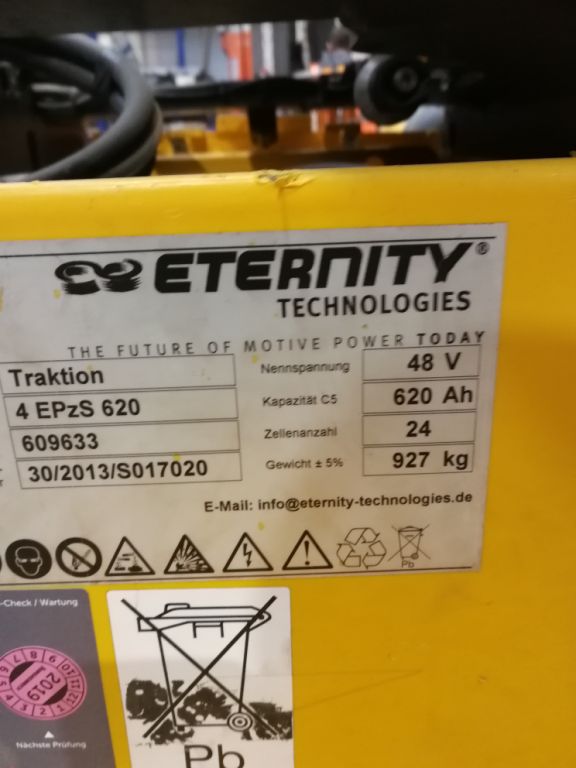 ETERNITY®
TECHNOLOGIES
THE FUTURE OF MOTIVE POWER TODAY
Traktion Nennspannung 48 V
4 EPzS 620 Kapazität C5 620 Ah
609633 Zellenanzahl 24
30/2013/S017020 Gewicht ± 5% 927 kg
E-Mail: info@eternity-technologies.de
Pb
-Check / Wartung
2019
Nächste Prüfung
Pb